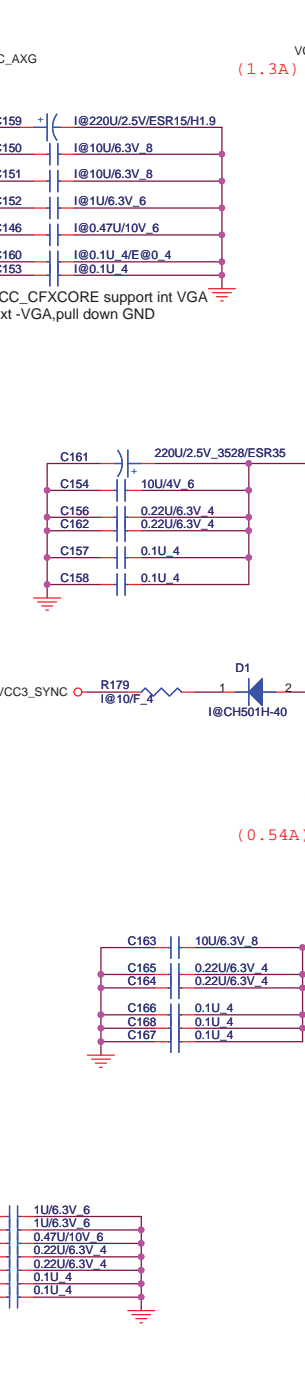 C_AXG
VC
(1.3A)
C159 + I@220U/2.5V/ESR15/H1.9
C150 I@10U/6.3V_8
C151 I@10U/6.3V_8
C152 I@1U/6.3V_6
C146 I@0.47U/10V_6
C160 I@0.1U_4/E@0_4
C153 I@0.1U_4
CC_CFXCORE support int VGA
xt -VGA,pull down GND
C161 + 220U/2.5V_3528/ESR35
C154 10U/4V_6
C156 0.22U/6.3V_4
C162 0.22U/6.3V_4
C157 0.1U_4
C158 0.1U_4
VCC3_SYNC R179 I@10/F_4
D1
1 2
I@CH501H-40
(0.54A)
C163 10U/6.3V_8
C165 0.22U/6.3V_4
C164 0.22U/6.3V_4
C166 0.1U_4
C168 0.1U_4
C167 0.1U_4
1U/6.3V_6
1U/6.3V_6
0.47U/10V_6
0.22U/6.3V_4
0.22U/6.3V_4
0.1U_4
0.1U_4